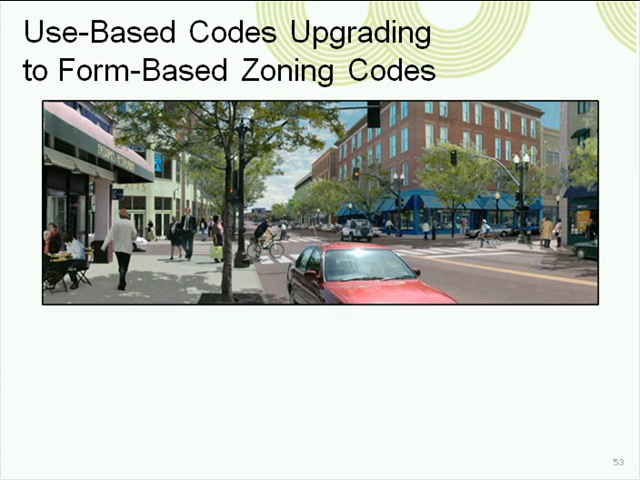 Use-Based Codes Upgrading
to Form-Based Zoning Codes
53